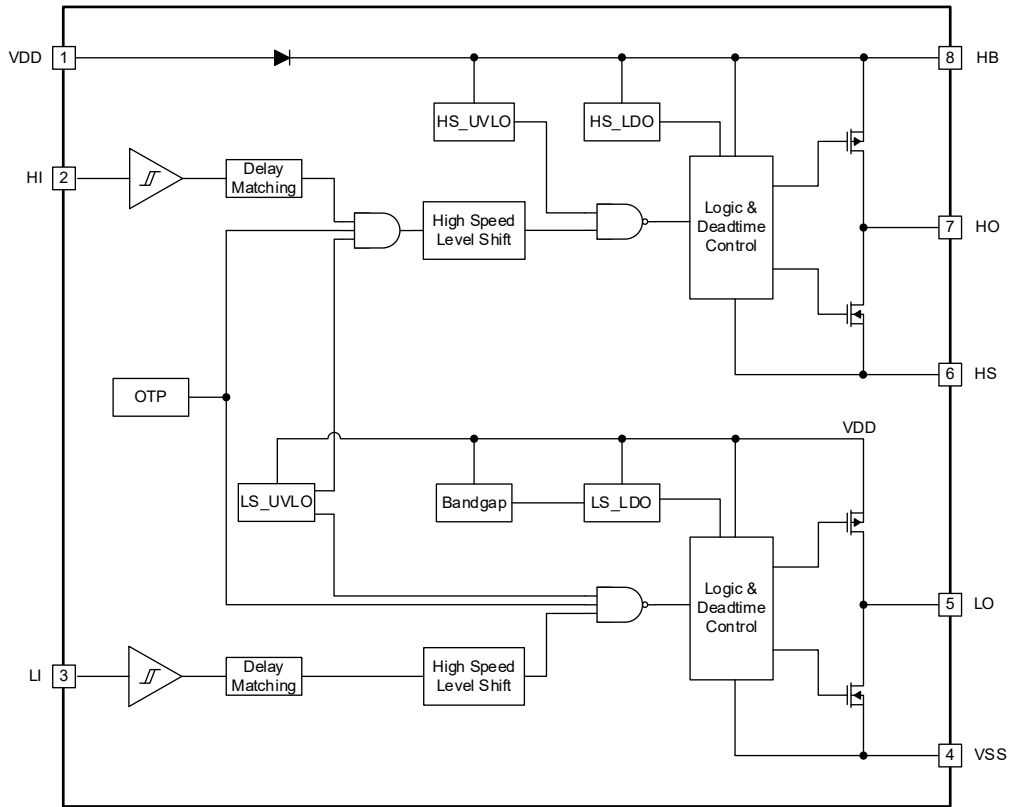 VDD
1
8
HB
HS_UVLO
HS_LDO
HI
2
Delay
Matching
High Speed
Level Shift
Logic &
Deadtime
Control
7
HO
6
HS
OTP
VDD
LS_UVLO
Bandgap
LS_LDO
Logic &
Deadtime
Control
5
LO
LI
3
Delay
Matching
High Speed
Level Shift
4
VSS